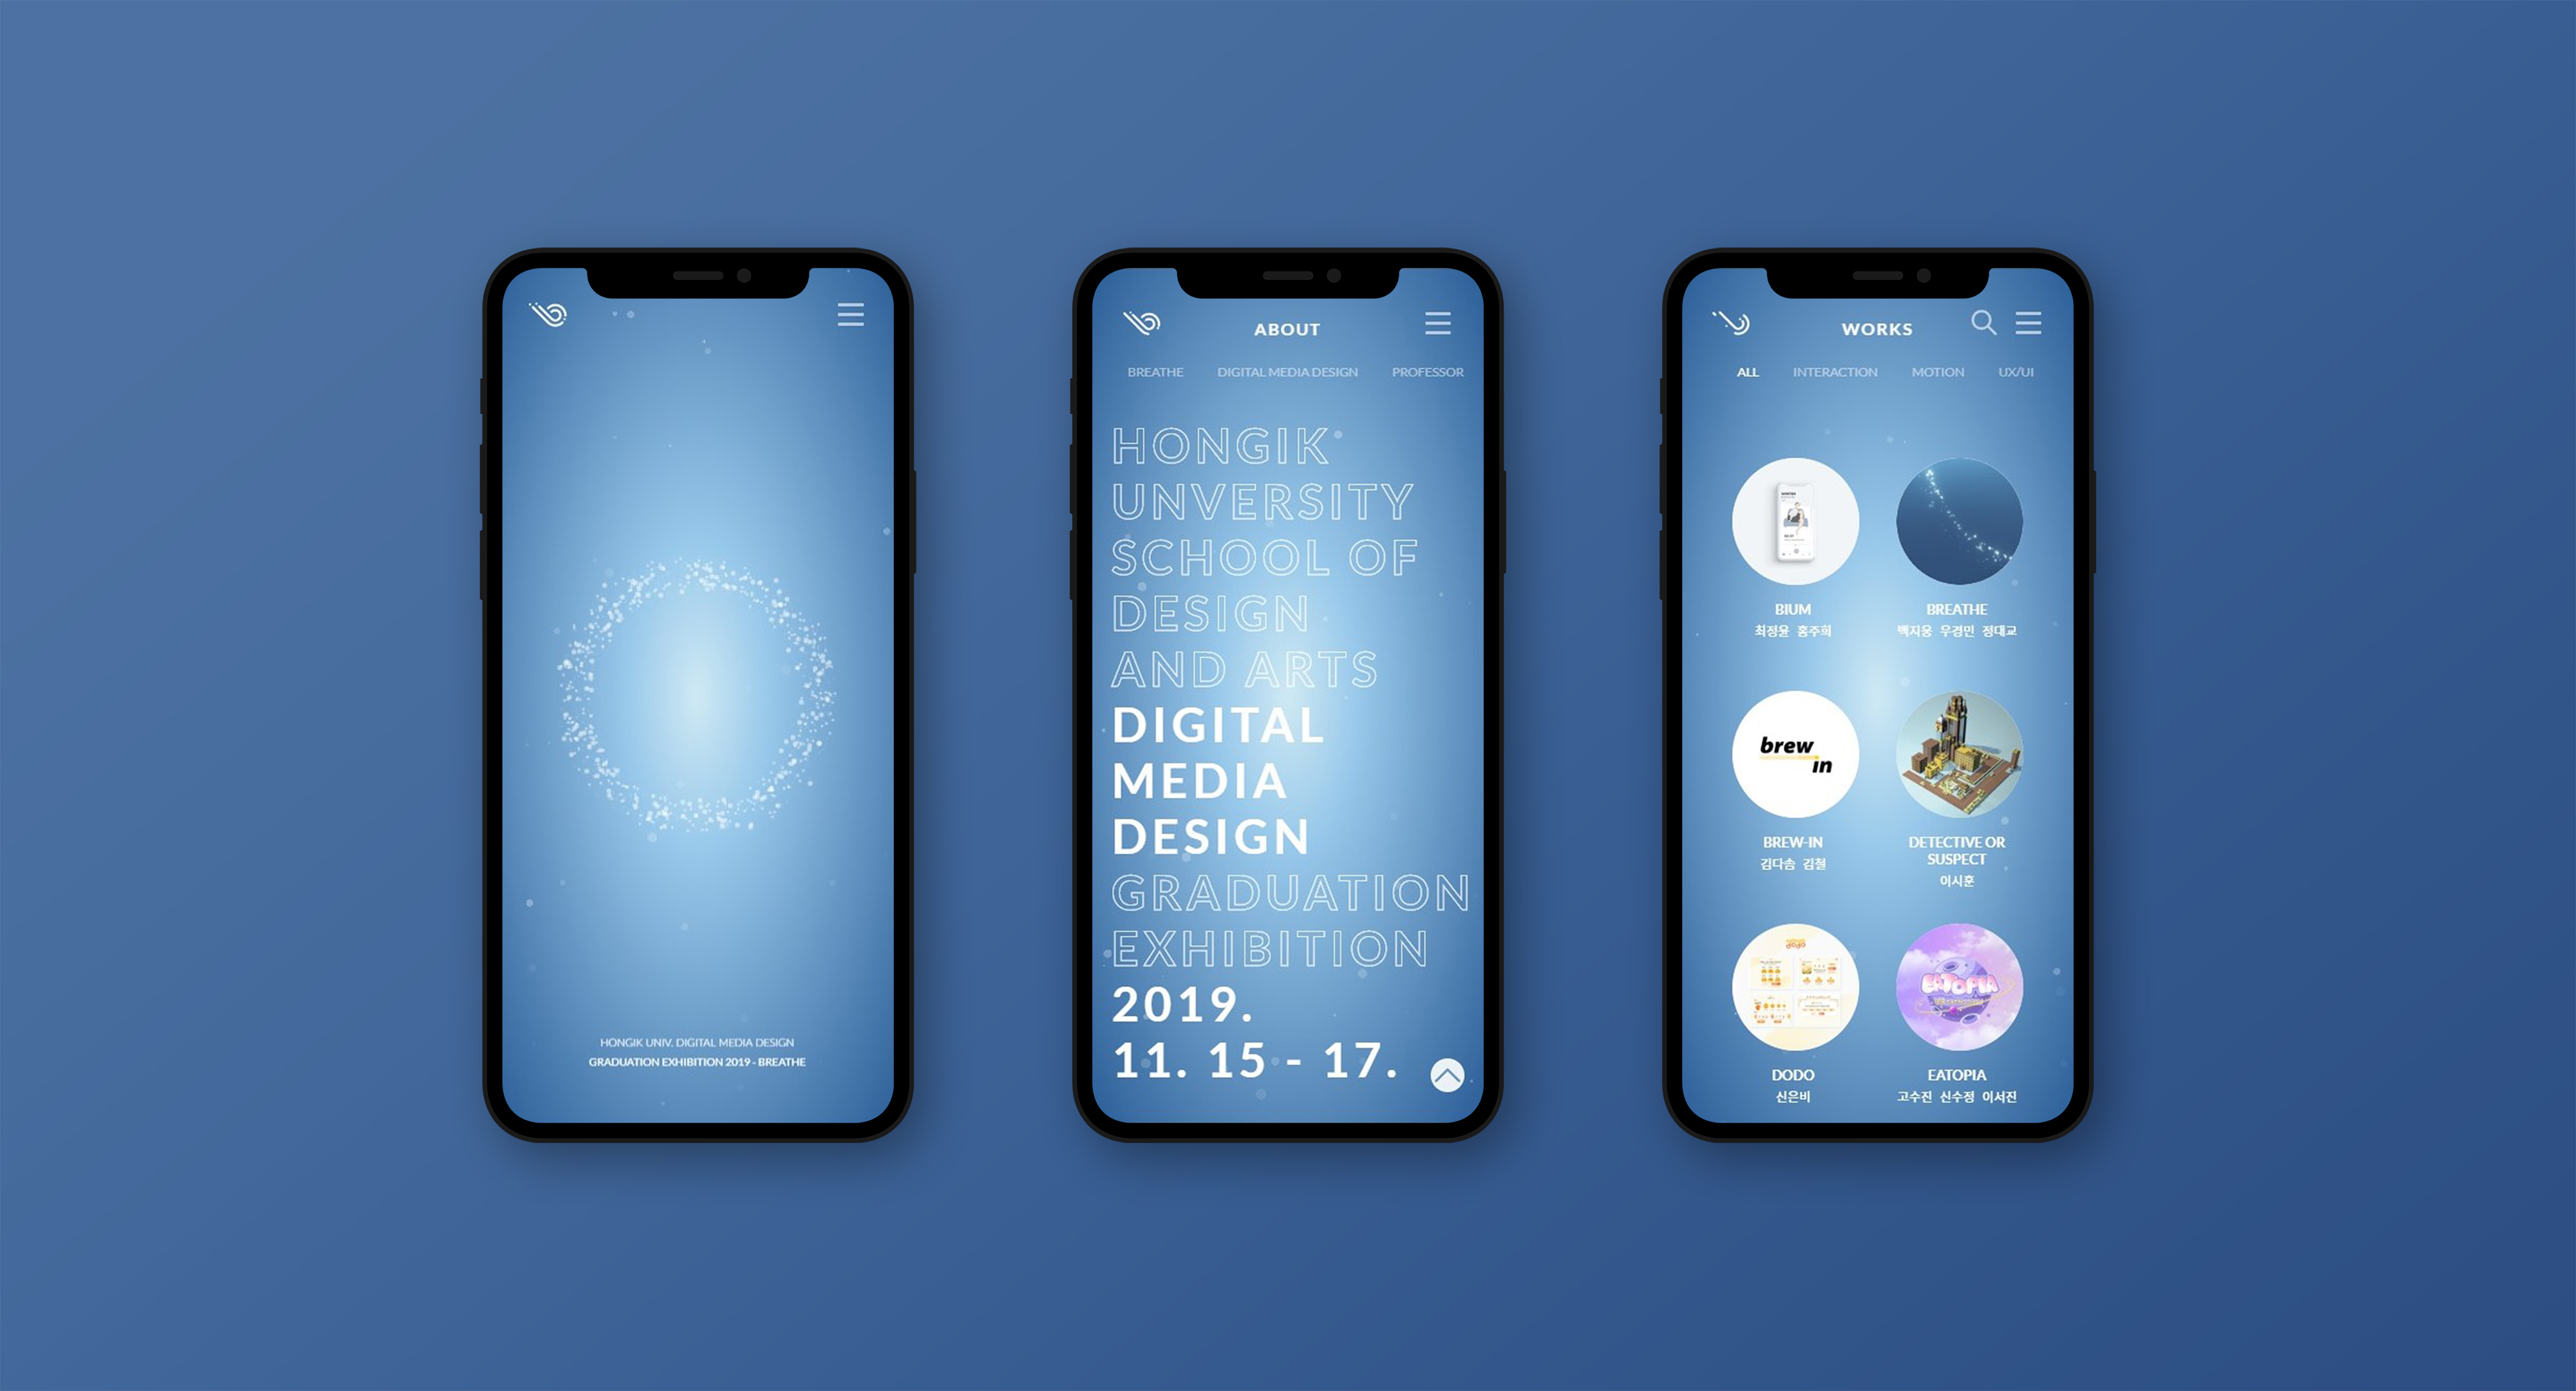 HONGIK UNIV. DIGITAL MEDIA DESIGN
GRADUATION EXHIBITION 2019 - BREATHE
ABOUT
BREATHE DIGITAL MEDIA DESIGN PROFESSOR
HONGIK
UNVERSITY
SCHOOL OF
DESIGN
AND ARTS
DIGITAL
MEDIA
DESIGN
GRADUATION
EXHIBITION
2019.
11. 15 - 17.
WORKS
ALL INTERACTION MOTION UX/UI
BIUM
최정윤 홍주희
BREATHE
백지웅 우경민 정대교
brew
in
BREW-IN
김다솜 김철
DETECTIVE OR
SUSPECT
이시훈
DODO
신은비
EATOPIA
EATOPIA
고수진 신수정 이서진